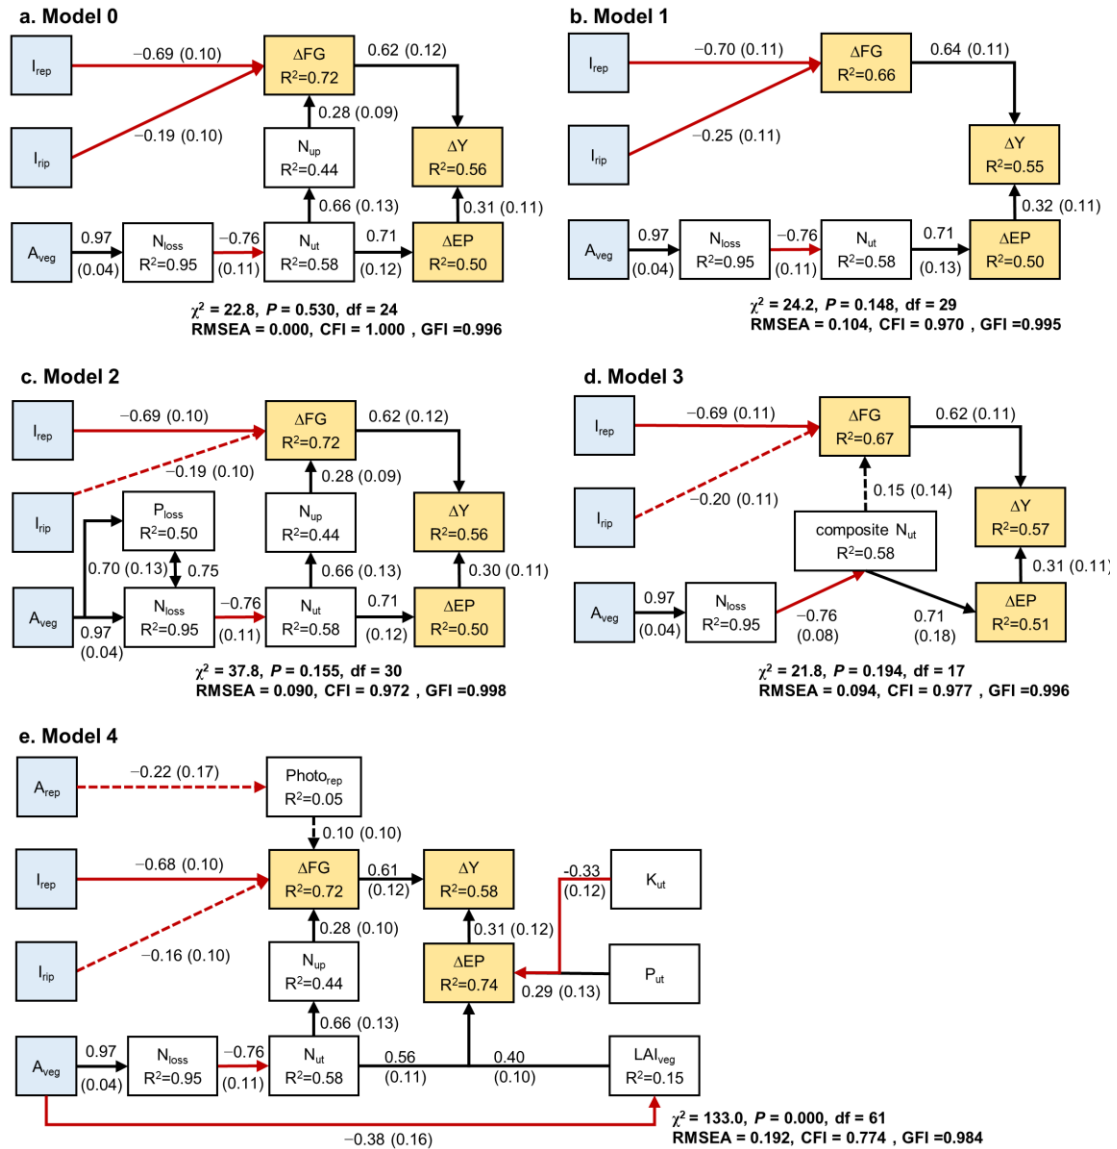 a. Model 0
I_rep
−0.69 (0.10)
ΔFG
R²=0.72
0.62 (0.12)
−0.19 (0.10)
0.28 (0.09)
I_rip
N_up
R²=0.44
ΔY
R²=0.56
0.66 (0.13)
0.31 (0.11)
A_veg
0.97
(0.04)
N_loss
R²=0.95
−0.76
(0.11)
N_ut
R²=0.58
0.71
(0.12)
ΔEP
R²=0.50
χ² = 22.8, P = 0.530, df = 24
RMSEA = 0.000, CFI = 1.000 , GFI =0.996
b. Model 1
I_rep
−0.70 (0.11)
ΔFG
R²=0.66
0.64 (0.11)
−0.25 (0.11)
I_rip
ΔY
R²=0.55
0.32 (0.11)
A_veg
0.97
(0.04)
N_loss
R²=0.95
−0.76
(0.11)
N_ut
R²=0.58
0.71
(0.13)
ΔEP
R²=0.50
χ² = 24.2, P = 0.148, df = 29
RMSEA = 0.104, CFI = 0.970 , GFI =0.995
c. Model 2
I_rep
−0.69 (0.10)
ΔFG
R²=0.72
0.62 (0.12)
−0.19 (0.10)
0.28 (0.09)
I_rip
P_loss
R²=0.50
N_up
R²=0.44
ΔY
R²=0.56
0.70 (0.13)
0.75
0.66 (0.13)
0.30 (0.11)
A_veg
0.97
(0.04)
N_loss
R²=0.95
−0.76
(0.11)
N_ut
R²=0.58
0.71
(0.12)
ΔEP
R²=0.50
χ² = 37.8, P = 0.155, df = 30
RMSEA = 0.090, CFI = 0.972 , GFI =0.998
d. Model 3
I_rep
−0.69 (0.11)
ΔFG
R²=0.67
0.62 (0.11)
−0.20 (0.11)
0.15 (0.14)
I_rip
composite N_ut
R²=0.58
ΔY
R²=0.57
0.31 (0.11)
A_veg
0.97
(0.04)
N_loss
R²=0.95
−0.76
(0.08)
0.71
(0.18)
ΔEP
R²=0.51
χ² = 21.8, P = 0.194, df = 17
RMSEA = 0.094, CFI = 0.977 , GFI =0.996
e. Model 4
A_rep
−0.22 (0.17)
Photo_rep
R²=0.05
0.10 (0.10)
I_rep
−0.68 (0.10)
ΔFG
R²=0.72
0.61
(0.12)
ΔY
R²=0.58
-0.33
(0.12)
K_ut
−0.16 (0.10)
0.28 (0.10)
0.31 (0.12)
I_rip
N_up
R²=0.44
ΔEP
R²=0.74
0.29 (0.13)
P_ut
0.66 (0.13)
A_veg
0.97
(0.04)
N_loss
R²=0.95
−0.76
(0.11)
N_ut
R²=0.58
0.56
(0.11)
0.40
(0.10)
LAI_veg
R²=0.15
−0.38 (0.16)
χ² = 133.0, P = 0.000, df = 61
RMSEA = 0.192, CFI = 0.774 , GFI =0.984